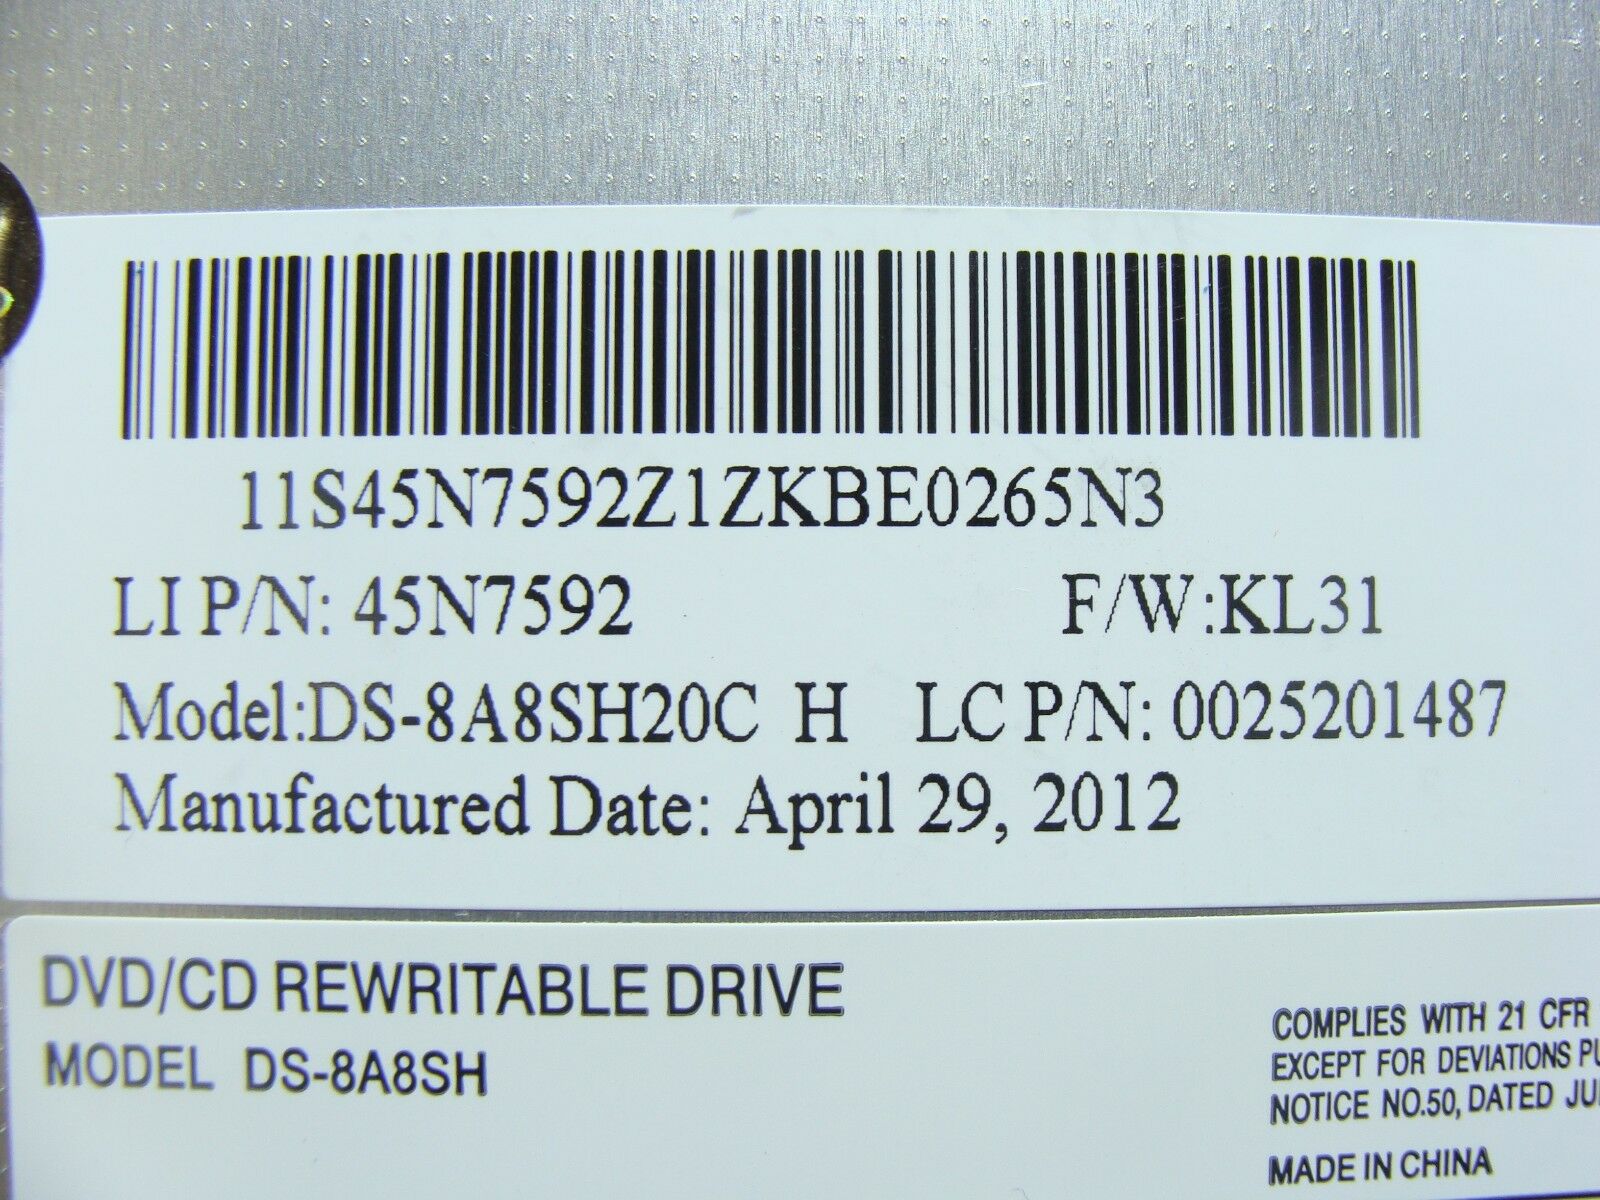 11S45N7592Z1ZKBE0265N3
LI P/N: 45N7592 F/W:KL31
Model:DS-8A8SH20C H LC P/N: 0025201487
Manufactured Date: April 29, 2012
DVD/CD REWRITABLE DRIVE
MODEL DS-8A8SH
COMPLIES WITH 21 CFR
EXCEPT FOR DEVIATIONS
NOTICE NO.50, DATED
MADE IN CHINA